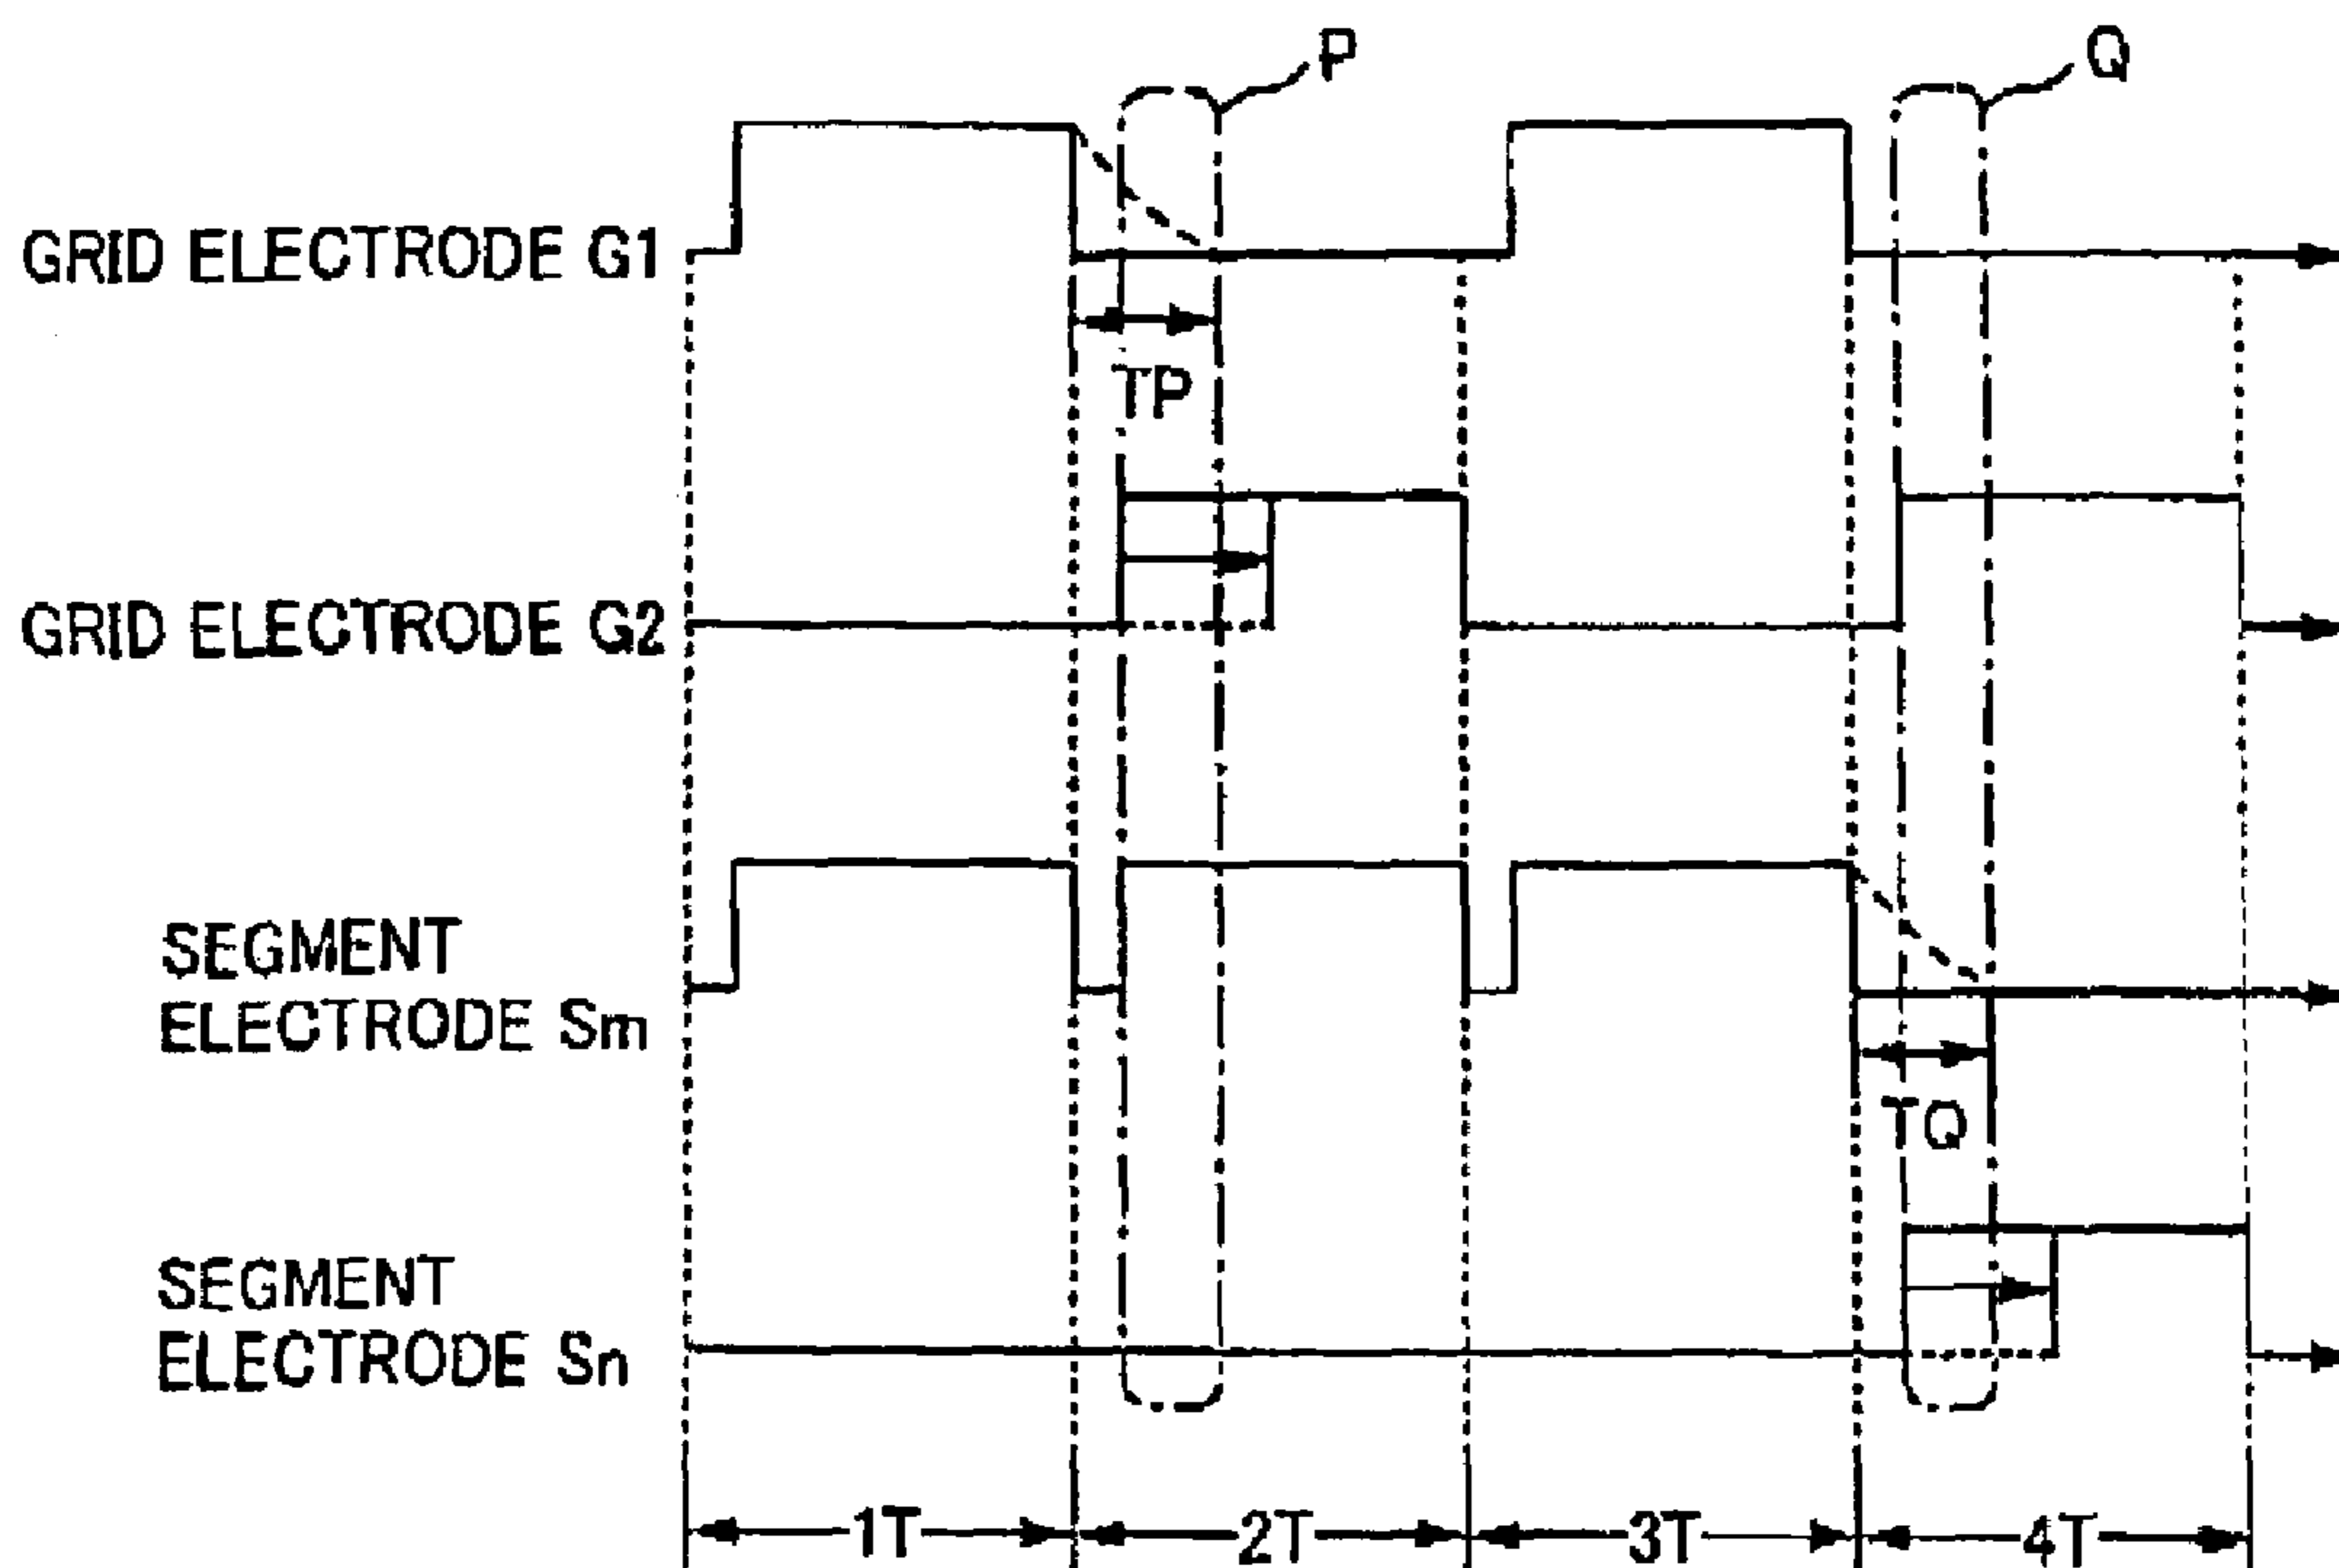 P
Q
GRID ELECTRODE G1
TP
GRID ELECTRODE G2
SEGMENT
ELECTRODE Sm
TQ
SEGMENT
ELECTRODE Sn
1T
2T
3T
4T